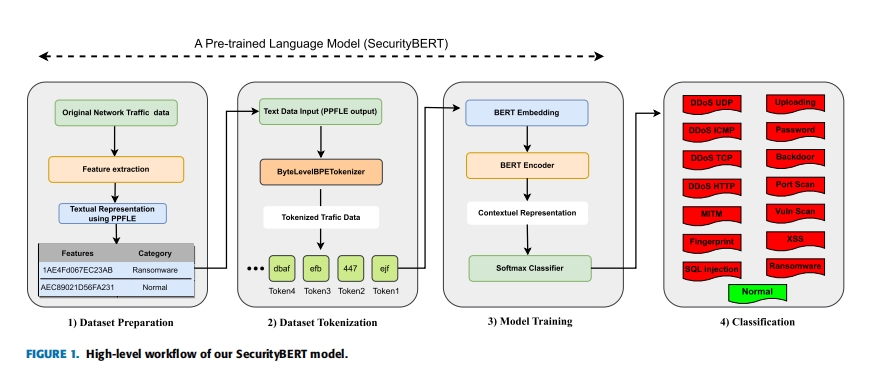 A Pre-trained Language Model (SecurityBERT)
Original Network Traffic data
Feature extraction
Textual Representation
using PPFLE
Features Category
1AE4Fd067EC23AB Ransomware
AEC89021D56FA231 Normal
1) Dataset Preparation
Text Data Input (PPFLE output)
ByteLevelBPETokenizer
Tokenized Trafic Data
••• dbaf efb 447 ejf
Token4 Token3 Token2 Token1
2) Dataset Tokenization
BERT Embedding
BERT Encoder
Contextuel Representation
Softmax Classifier
3) Model Training
DDoS UDP Uploading
DDoS ICMP Password
DDoS TCP Backdoor
DDoS HTTP Port Scan
MITM Vuln Scan
Fingerprint XSS
SQL injection Ransomware
Normal
4) Classification
FIGURE 1. High-level workflow of our SecurityBERT model.